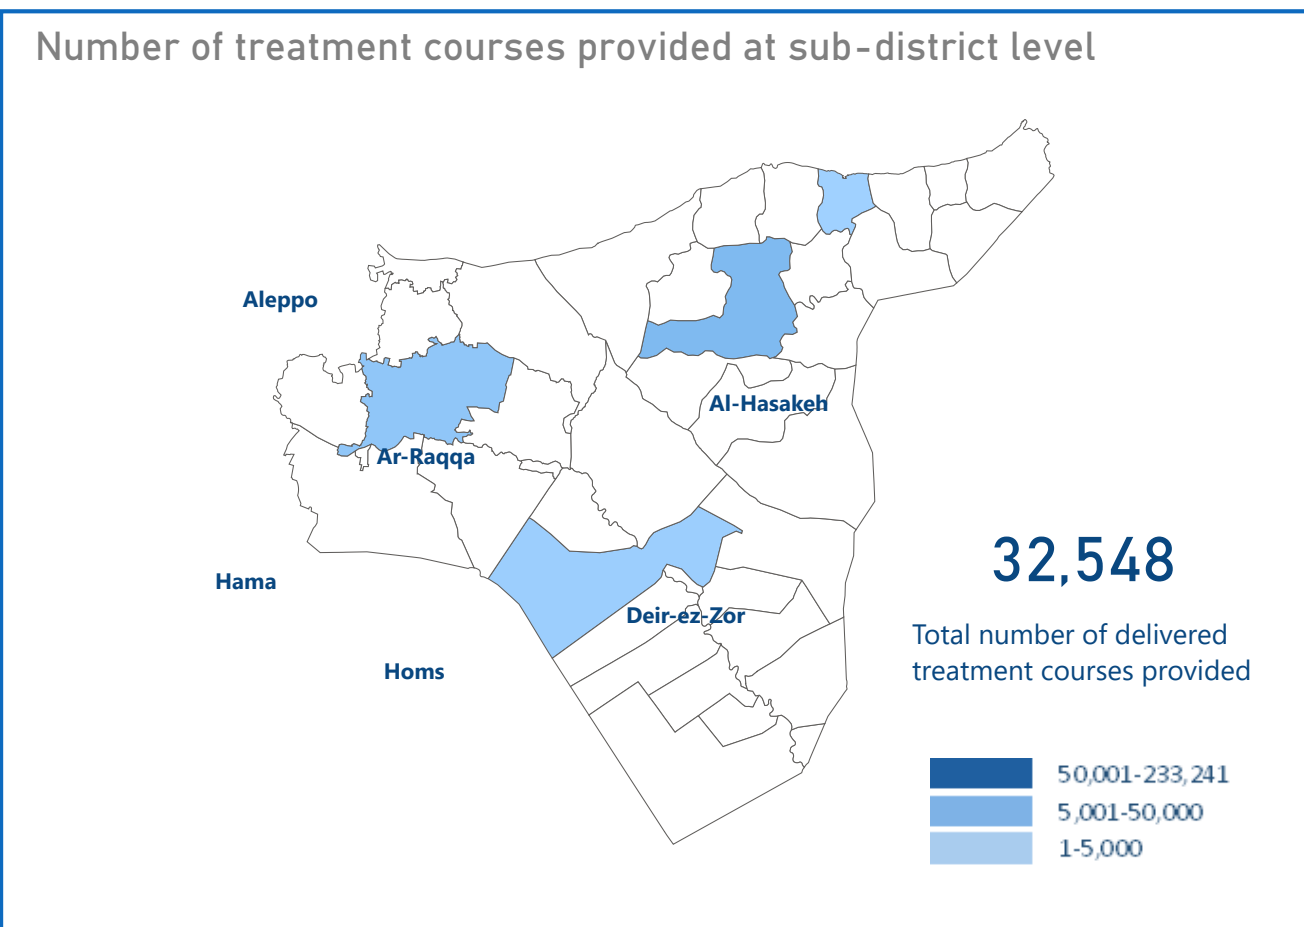 Number of treatment courses provided at sub-district level
Aleppo
Al-Hasakeh
Ar-Raqqa
Hama
Deir-ez-Zor
Homs
32,548
Total number of delivered
treatment courses provided
50,001-233,241
5,001-50,000
1-5,000